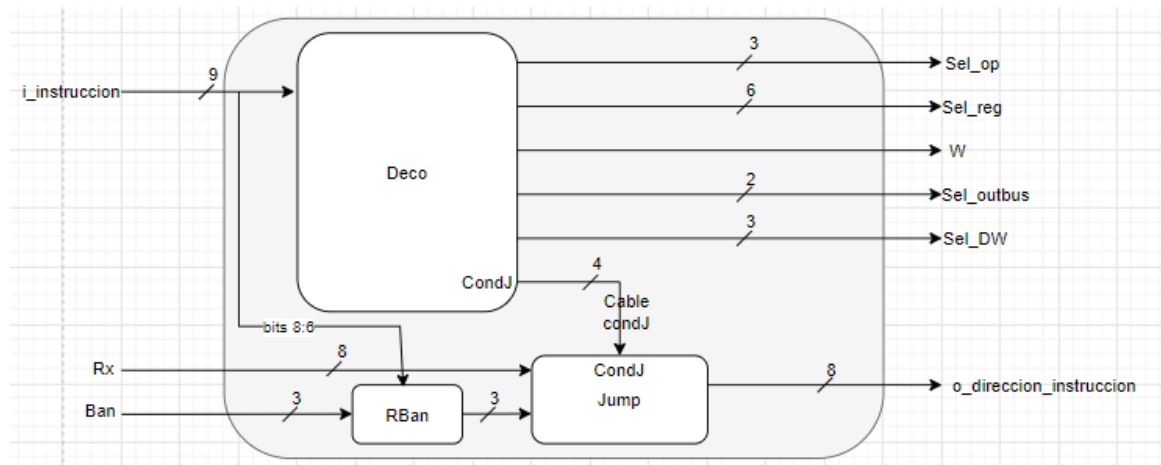 3
Sel_op
9
i_instruccion
6
Sel_reg
W
Deco
2
Sel_outbus
3
Sel_DW
CondJ
4
Cable
condJ
bits 8:6
Rx
8
CondJ
Jump
8
o_direccion_instruccion
Ban
3
RBan
3